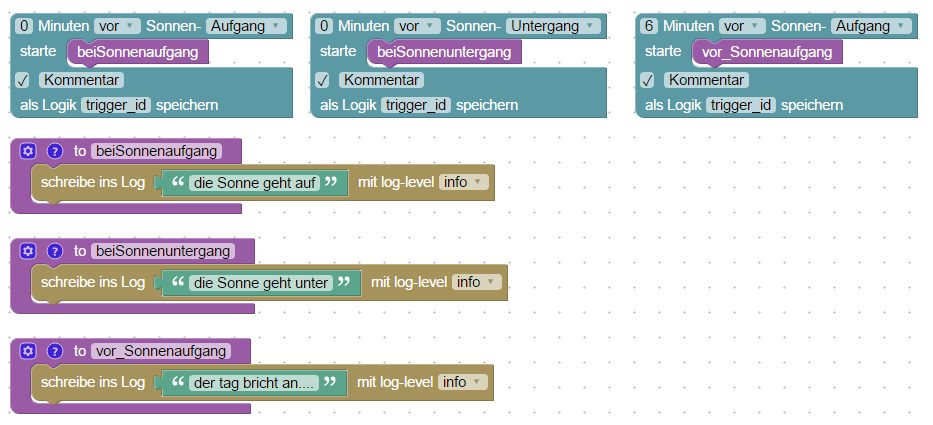 0 Minuten vor Sonnen- Aufgang
starte beiSonnenaufgang
✓ Kommentar
als Logik trigger_id speichern
0 Minuten vor Sonnen- Untergang
starte beiSonnenuntergang
✓ Kommentar
als Logik trigger_id speichern
6 Minuten vor Sonnen- Aufgang
starte vor_Sonnenaufgang
✓ Kommentar
als Logik trigger_id speichern
? to beiSonnenaufgang
schreibe ins Log “ die Sonne geht auf ” mit log-level info
? to beiSonnenuntergang
schreibe ins Log “ die Sonne geht unter ” mit log-level info
? to vor_Sonnenaufgang
schreibe ins Log “ der tag bricht an.... ” mit log-level info